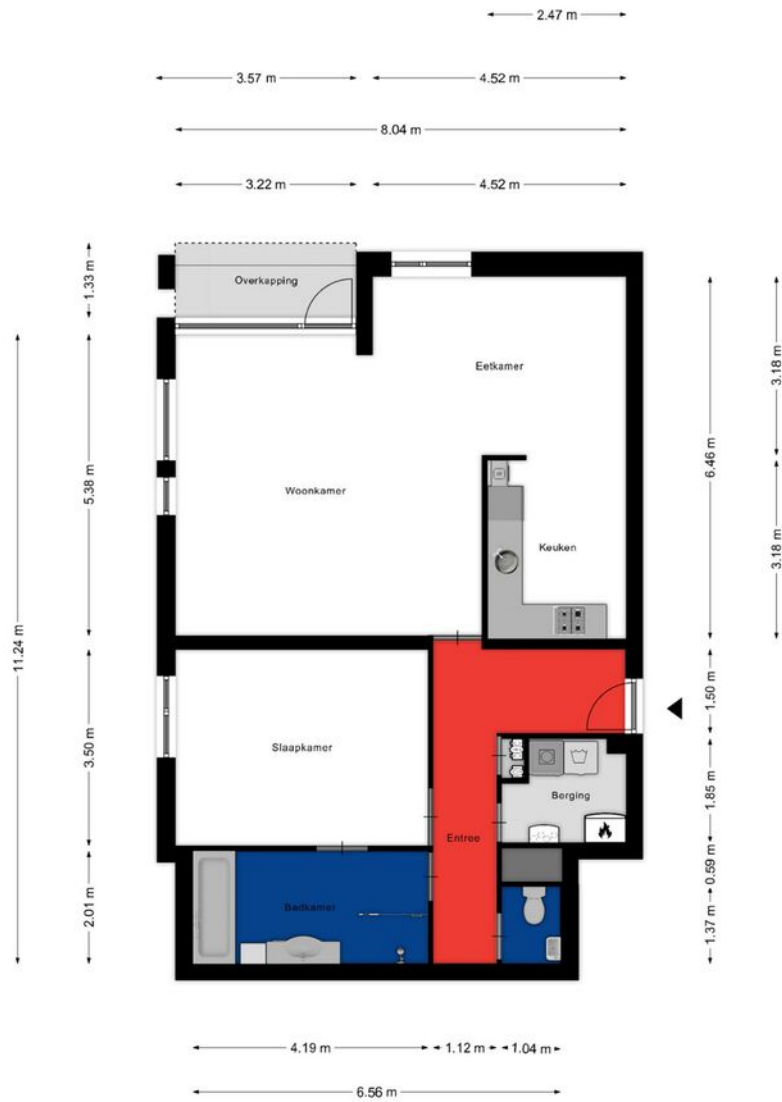 2.47 m
3.57 m
4.52 m
8.04 m
3.22 m
4.52 m
1.33 m
Overkapping
Eetkamer
3.18 m
6.46 m
5.38 m
Woonkamer
Keuken
3.18 m
11.24 m
1.50 m
3.50 m
Slaapkamer
Berging
1.85 m
Entree
0.59 m
Badkamer
2.01 m
1.37 m
4.19 m
1.12 m
1.04 m
6.56 m